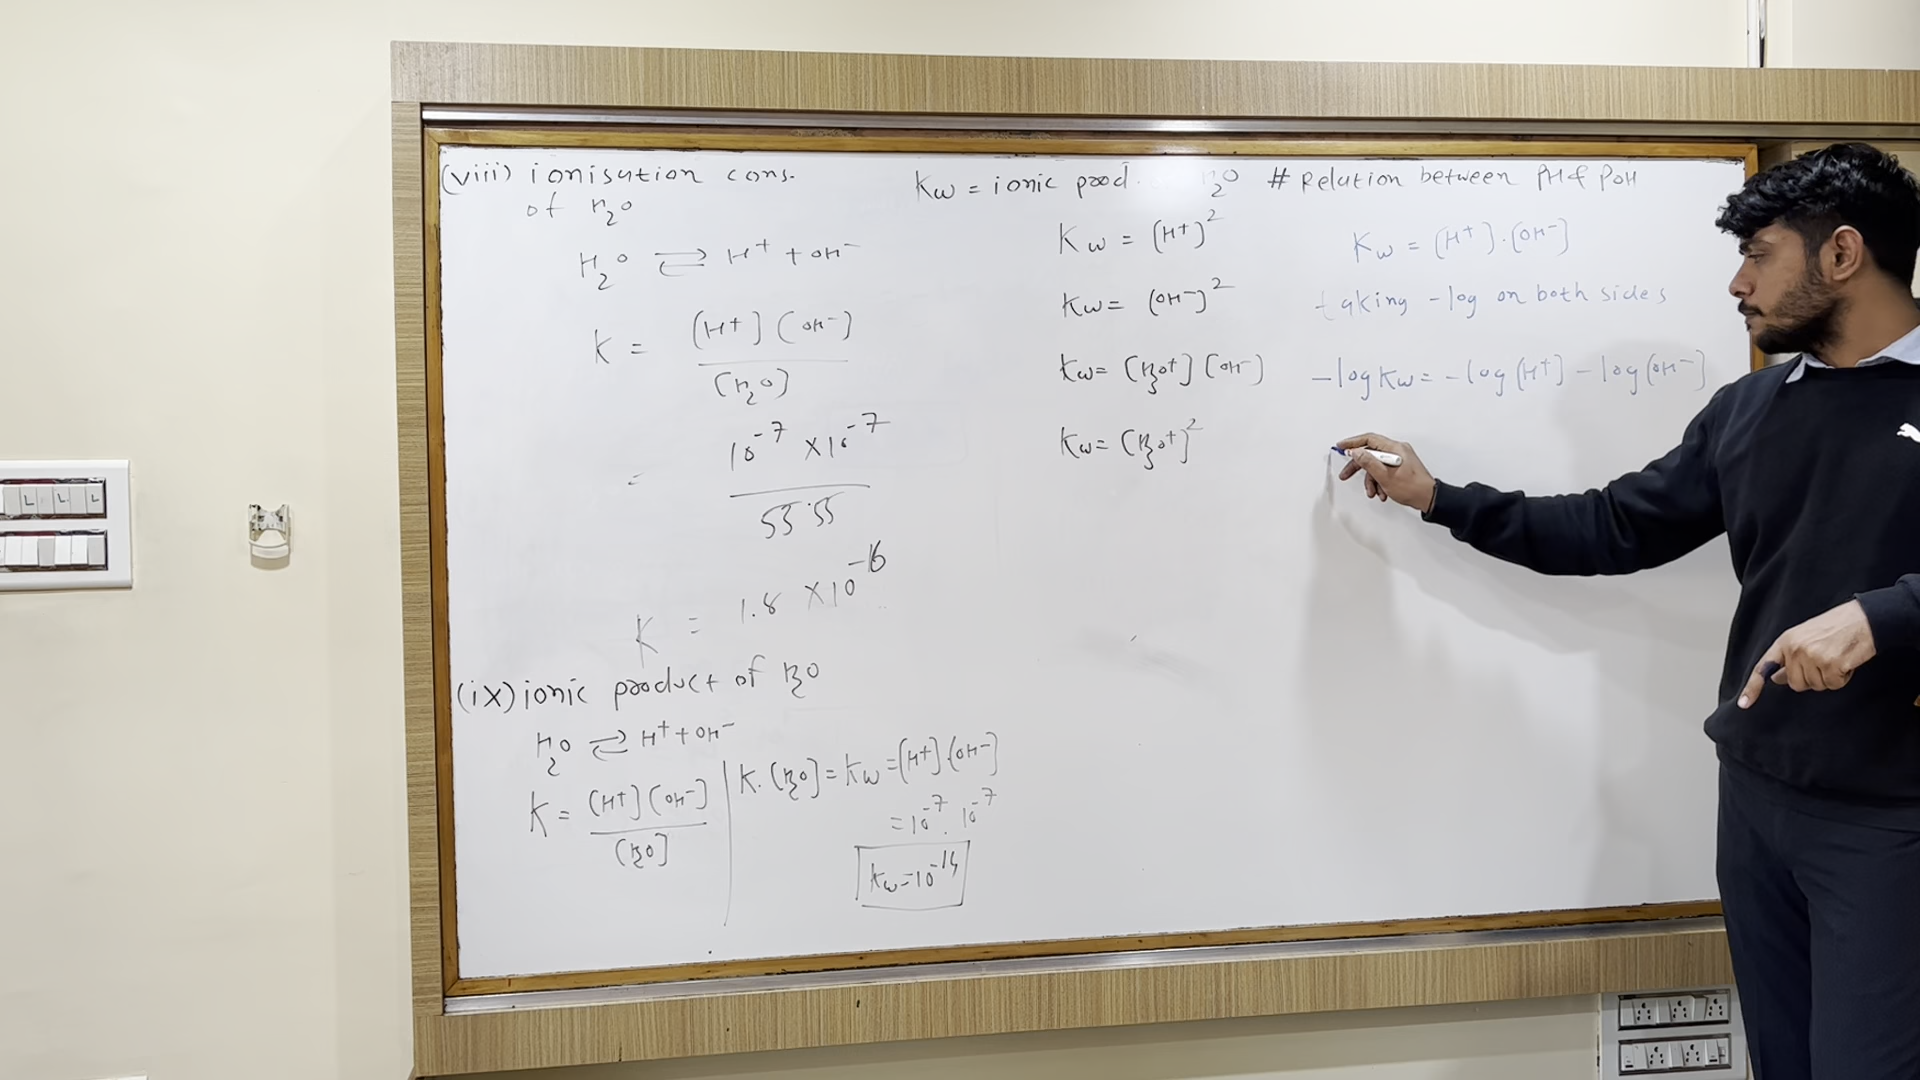 (viii) ionisation cons.
of H₂O
H₂O ⇌ H⁺ + OH⁻
K = [H⁺] [OH⁻] / [H₂O]
= 10⁻⁷ × 10⁻⁷ / 55.55
K = 1.8 × 10⁻¹⁶
(ix) ionic product of H₂O
H₂O ⇌ H⁺ + OH⁻
K = [H⁺] [OH⁻] / [H₂O]
K. [H₂O] = Kw = [H⁺].[OH⁻]
= 10⁻⁷ . 10⁻⁷
Kw = 10⁻¹⁴
Kw = ionic prod. H₂O
Kw = (H⁺)²
Kw = (OH⁻)²
Kw = [H₃O⁺] [OH⁻]
Kw = [H₃O⁺]²
# Relation between PH & POH
Kw = [H⁺].[OH⁻]
taking -log on both sides
-log Kw = -log [H⁺] - log [OH⁻]
L L L